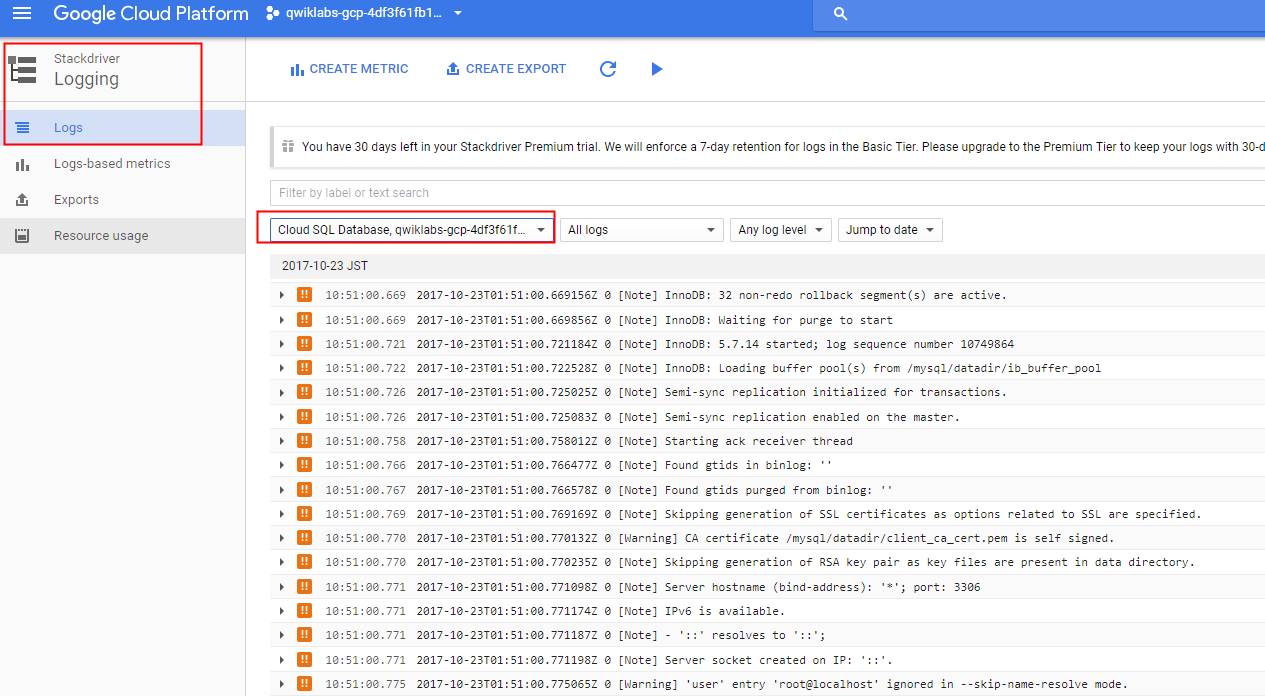 Google Cloud Platform
qwiklabs-gcp-4df3f61fb1...
Stackdriver
Logging
Logs
Logs-based metrics
Exports
Resource usage
CREATE METRIC
CREATE EXPORT
You have 30 days left in your Stackdriver Premium trial. We will enforce a 7-day retention for logs in the Basic Tier. Please upgrade to the Premium Tier to keep your logs with 30-d
Filter by label or text search
Cloud SQL Database, qwiklabs-gcp-4df3f61f...
All logs
Any log level
Jump to date
2017-10-23 JST
!! 10:51:00.669 2017-10-23T01:51:00.669156Z 0 [Note] InnoDB: 32 non-redo rollback segment(s) are active.
!! 10:51:00.669 2017-10-23T01:51:00.669856Z 0 [Note] InnoDB: Waiting for purge to start
!! 10:51:00.721 2017-10-23T01:51:00.721184Z 0 [Note] InnoDB: 5.7.14 started; log sequence number 10749864
!! 10:51:00.722 2017-10-23T01:51:00.722528Z 0 [Note] InnoDB: Loading buffer pool(s) from /mysql/datadir/ib_buffer_pool
!! 10:51:00.726 2017-10-23T01:51:00.725025Z 0 [Note] Semi-sync replication initialized for transactions.
!! 10:51:00.726 2017-10-23T01:51:00.725083Z 0 [Note] Semi-sync replication enabled on the master.
!! 10:51:00.758 2017-10-23T01:51:00.758012Z 0 [Note] Starting ack receiver thread
!! 10:51:00.766 2017-10-23T01:51:00.766477Z 0 [Note] Found gtids in binlog: ''
!! 10:51:00.767 2017-10-23T01:51:00.766578Z 0 [Note] Found gtids purged from binlog: ''
!! 10:51:00.769 2017-10-23T01:51:00.769169Z 0 [Note] Skipping generation of SSL certificates as options related to SSL are specified.
!! 10:51:00.770 2017-10-23T01:51:00.770132Z 0 [Warning] CA certificate /mysql/datadir/client_ca_cert.pem is self signed.
!! 10:51:00.770 2017-10-23T01:51:00.770235Z 0 [Note] Skipping generation of RSA key pair as key files are present in data directory.
!! 10:51:00.771 2017-10-23T01:51:00.771098Z 0 [Note] Server hostname (bind-address): '*'; port: 3306
!! 10:51:00.771 2017-10-23T01:51:00.771174Z 0 [Note] IPv6 is available.
!! 10:51:00.771 2017-10-23T01:51:00.771187Z 0 [Note] - '::' resolves to '::';
!! 10:51:00.771 2017-10-23T01:51:00.771198Z 0 [Note] Server socket created on IP: '::'.
!! 10:51:00.775 2017-10-23T01:51:00.775065Z 0 [Warning] 'user' entry 'root@localhost' ignored in --skip-name-resolve mode.